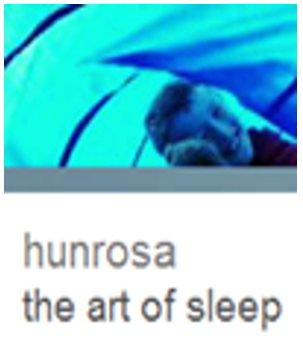 hunrosa
the art of sleep